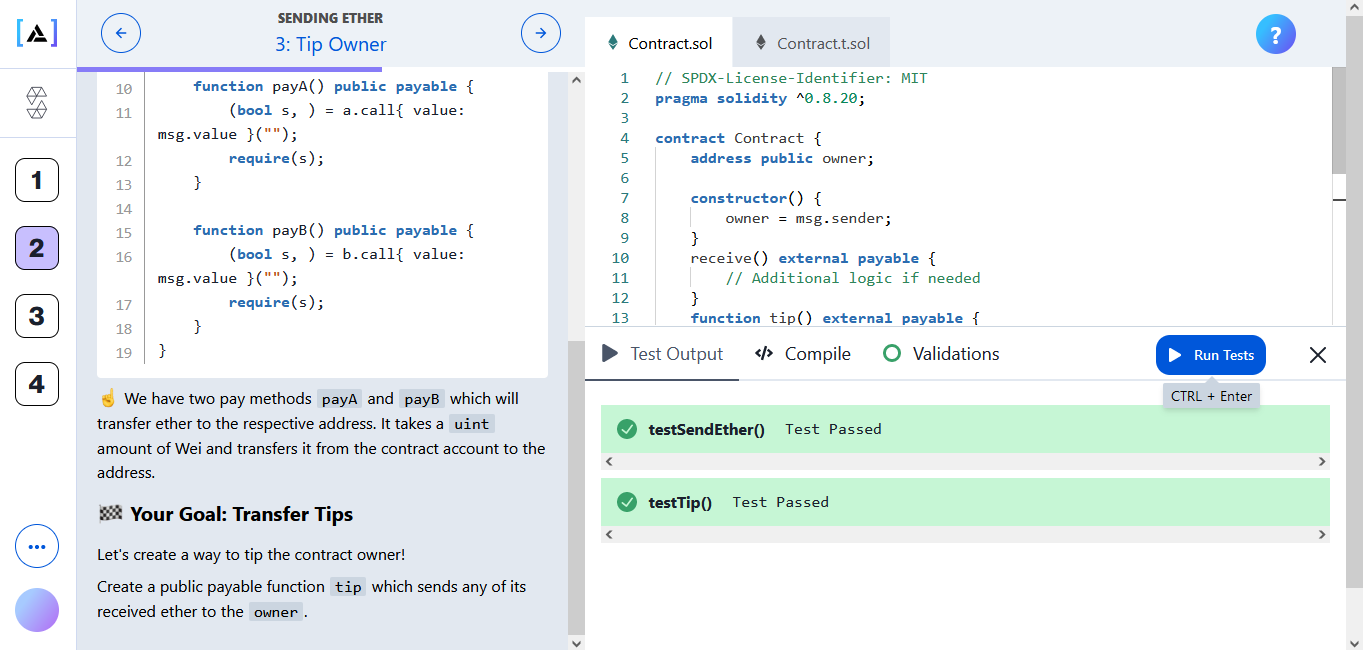 SENDING ETHER
3: Tip Owner
1
2
3
4
10 function payA() public payable {
11 (bool s, ) = a.call{ value:
msg.value }("");
12 require(s);
13 }
14
15 function payB() public payable {
16 (bool s, ) = b.call{ value:
msg.value }("");
17 require(s);
18 }
19 }
☝️ We have two pay methods payA and payB which will
transfer ether to the respective address. It takes a uint
amount of Wei and transfers it from the contract account to the
address.
🏁 Your Goal: Transfer Tips
Let's create a way to tip the contract owner!
Create a public payable function tip which sends any of its
received ether to the owner .
Contract.sol
Contract.t.sol
?
1 // SPDX-License-Identifier: MIT
2 pragma solidity ^0.8.20;
3
4 contract Contract {
5 address public owner;
6
7 constructor() {
8 owner = msg.sender;
9 }
10 receive() external payable {
11 // Additional logic if needed
12 }
13 function tip() external payable {
Test Output
Compile
Validations
Run Tests
CTRL + Enter
testSendEther() Test Passed
testTip() Test Passed